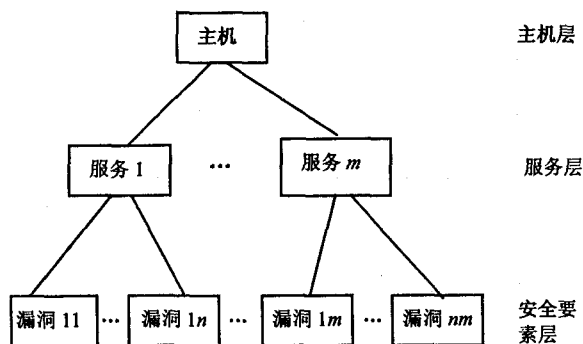 主机
主机层
服务 1
...
服务 m
服务层
漏洞 11
...
漏洞 1n
...
漏洞 1m
...
漏洞 nm
安全要
素层